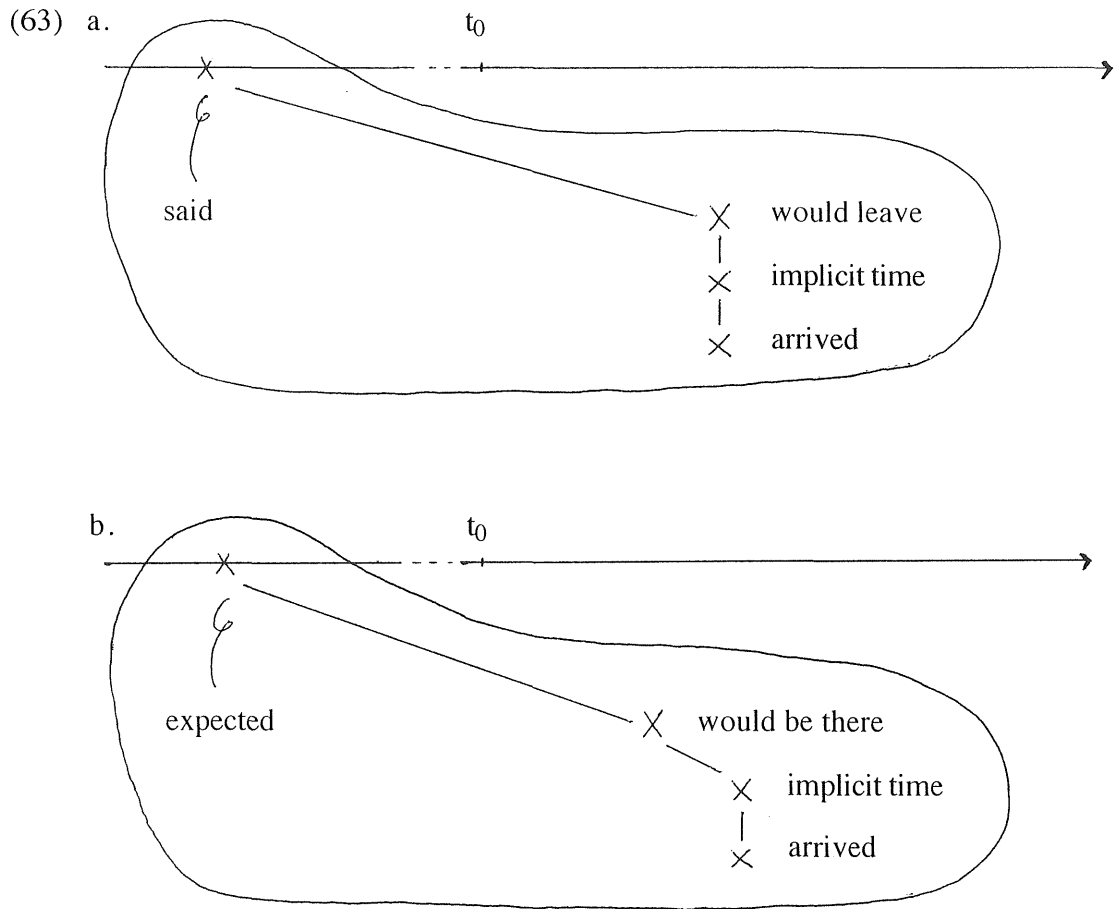 (63) a. t0
said
would leave
implicit time
arrived
b. t0
expected
would be there
implicit time
arrived